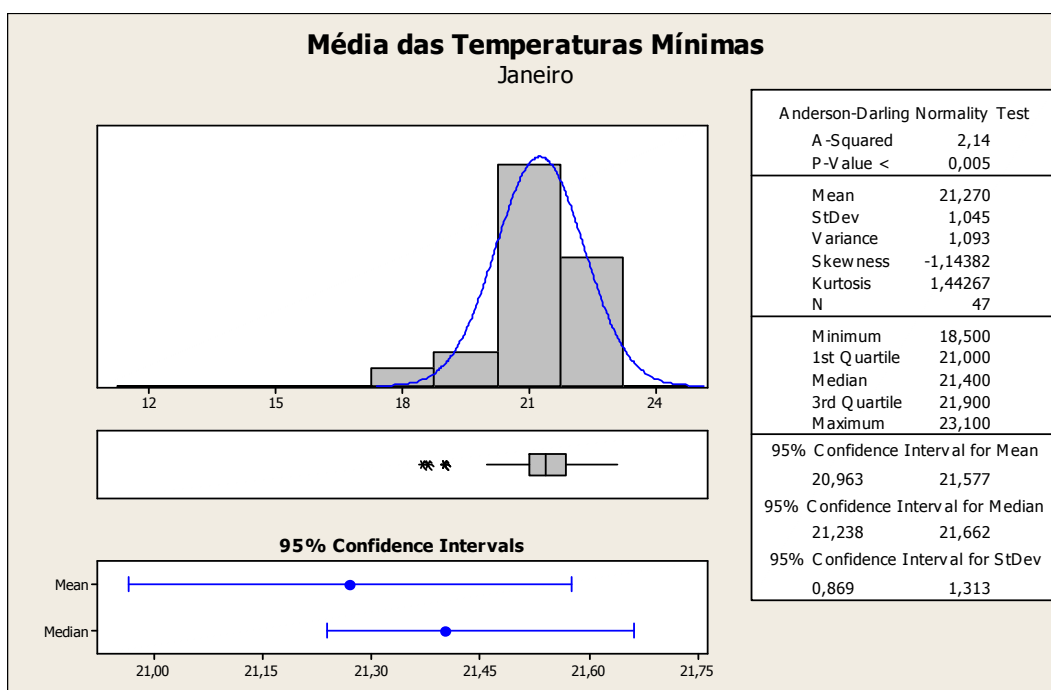 Média das Temperaturas Mínimas
Janeiro
12 15 18 21 24
95% Confidence Intervals
Mean
Median
21,00 21,15 21,30 21,45 21,60 21,75
Anderson-Darling Normality Test
A-Squared 2,14
P-Value < 0,005
Mean 21,270
StDev 1,045
Variance 1,093
Skewness -1,14382
Kurtosis 1,44267
N 47
Minimum 18,500
1st Quartile 21,000
Median 21,400
3rd Quartile 21,900
Maximum 23,100
95% Confidence Interval for Mean
20,963 21,577
95% Confidence Interval for Median
21,238 21,662
95% Confidence Interval for StDev
0,869 1,313